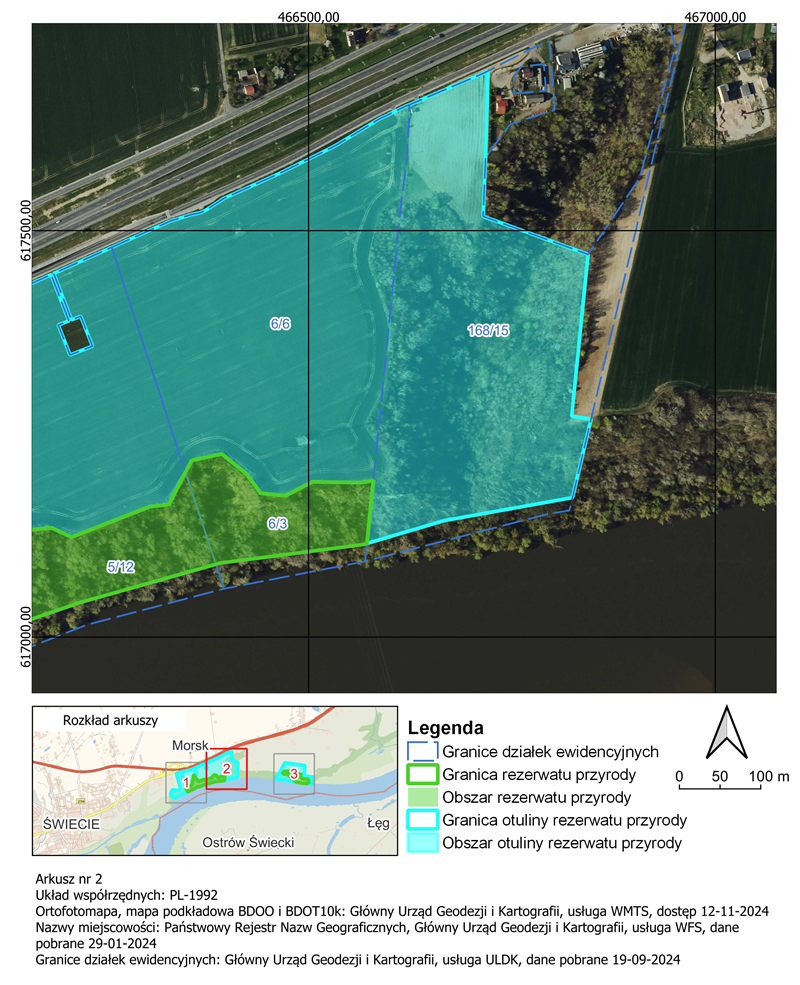 466500,00
467000,00
617500,00
6/6
168/15
6/3
5/12
617000,00
Rozkład arkuszy
Morsk
1
2
3
ŚWIECIE
Łęg
Ostrów Świecki
Legenda
Granice działek ewidencyjnych
Granica rezerwatu przyrody
Obszar rezerwatu przyrody
Granica otuliny rezerwatu przyrody
Obszar otuliny rezerwatu przyrody
0 50 100 m
Arkusz nr 2
Układ współrzędnych: PL-1992
Ortofotomapa, mapa podkładowa BDOO i BDOT10k: Główny Urząd Geodezji i Kartografii, usługa WMTS, dostęp 12-11-2024
Nazwy miejscowości: Państwowy Rejestr Nazw Geograficznych, Główny Urząd Geodezji i Kartografii, usługa WFS, dane
pobrane 29-01-2024
Granice działek ewidencyjnych: Główny Urząd Geodezji i Kartografii, usługa ULDK, dane pobrane 19-09-2024